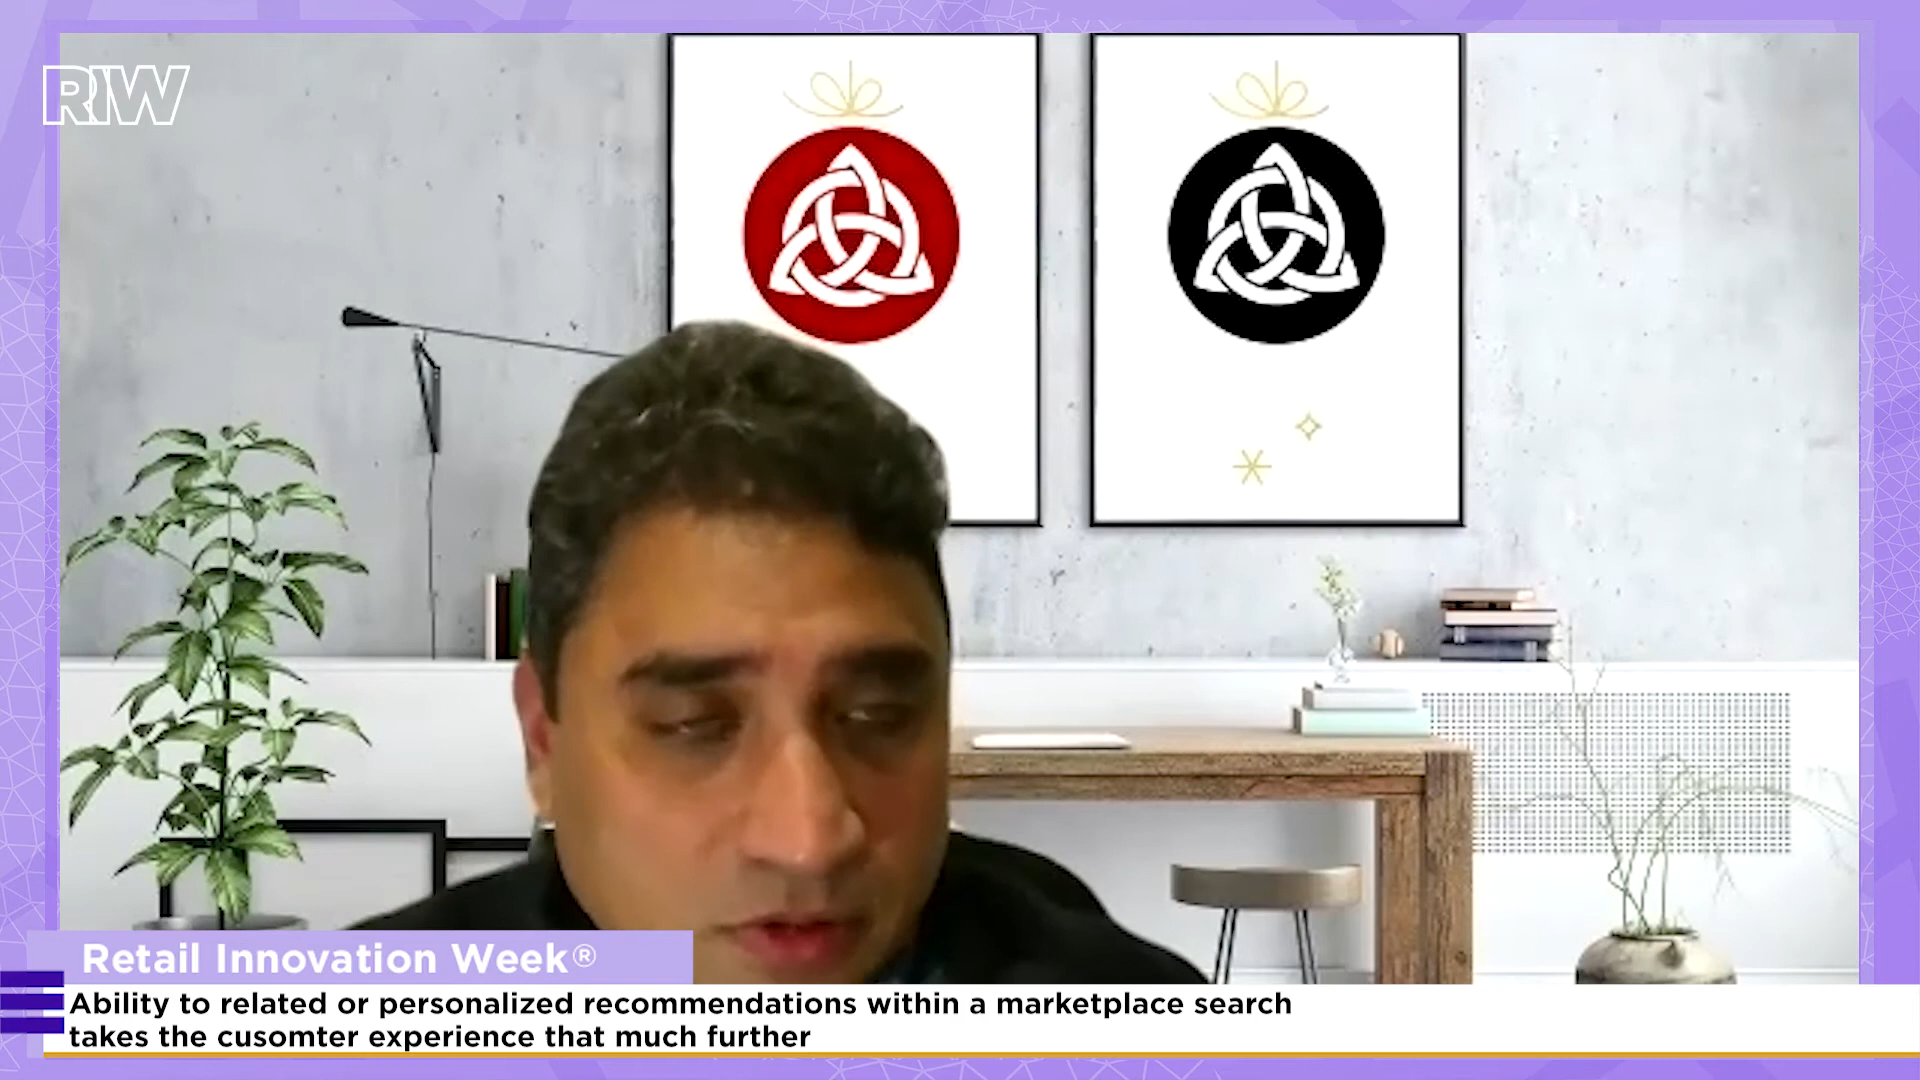 RIW
Retail Innovation Week®
Ability to related or personalized recommendations within a marketplace search
takes the cusomter experience that much further